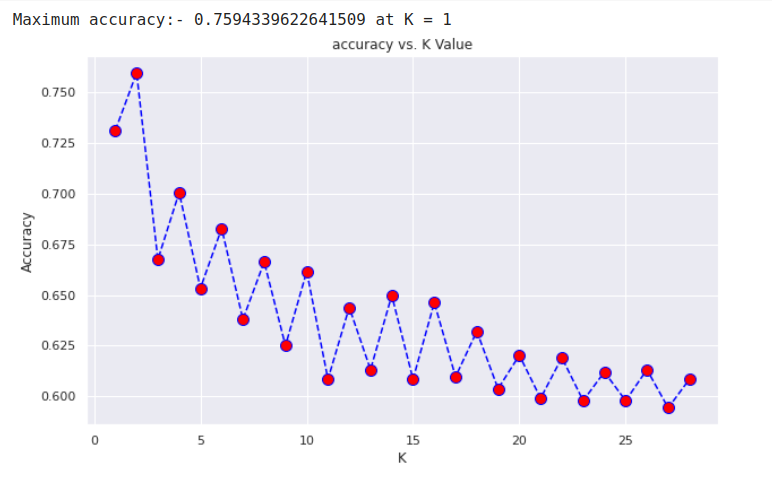 Maximum accuracy:- 0.7594339622641509 at K = 1
accuracy vs. K Value
0.750
0.725
0.700
0.675
0.650
0.625
0.600
Accuracy
0 5 10 15 20 25
K